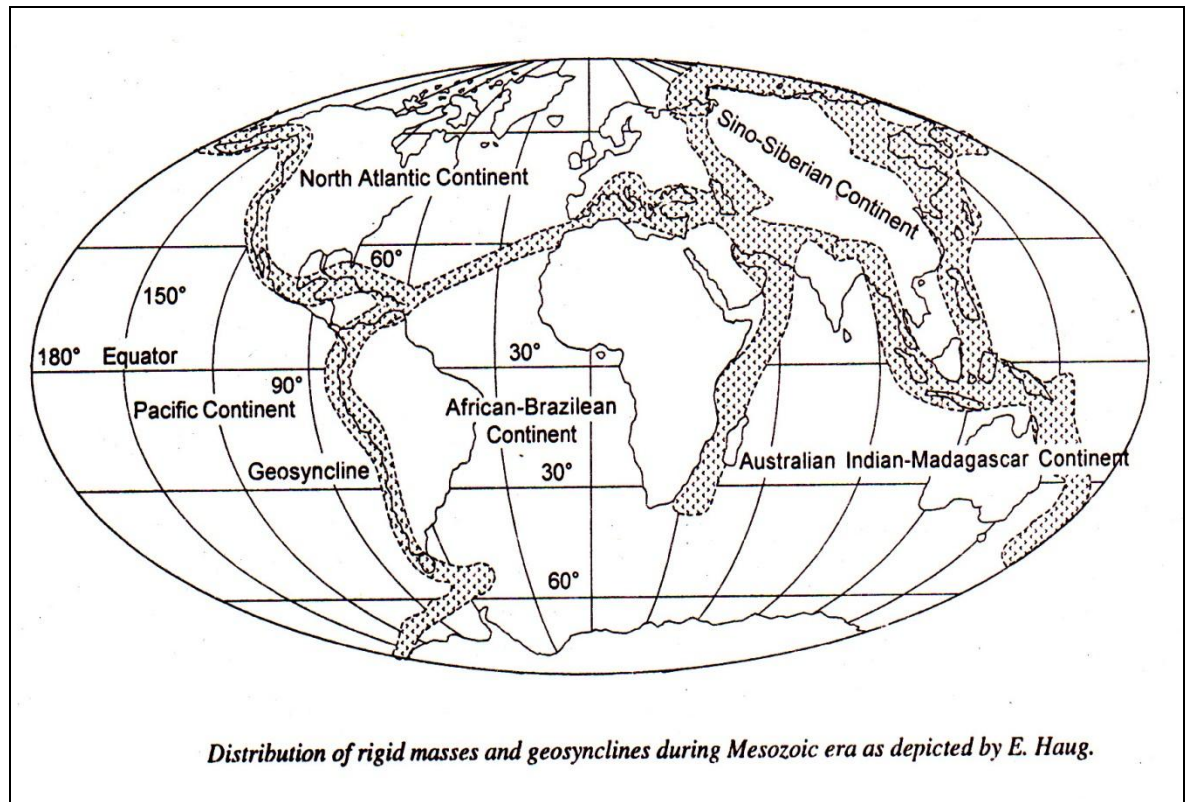 Sino-Siberian Continent
North Atlantic Continent
60°
150°
180° Equator
30°
90°
Pacific Continent
African-Brazilean
Continent
Geosyncline
30°
Australian Indian-Madagascar Continent
60°
Distribution of rigid masses and geosynclines during Mesozoic era as depicted by E. Haug.